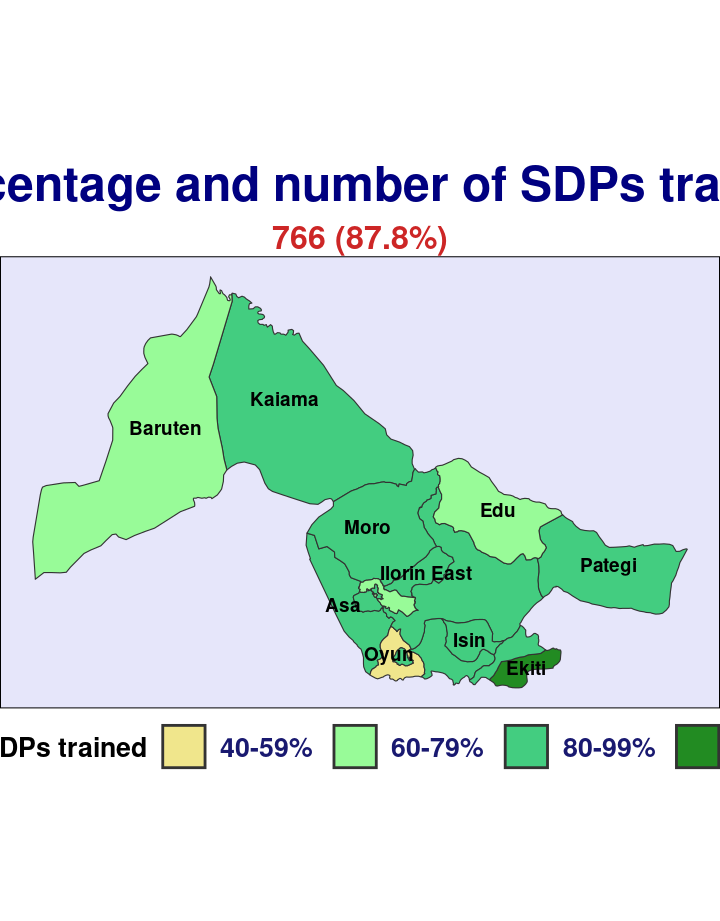 centage and number of SDPs tra
766 (87.8%)
Kaiama
Baruten
Edu
Moro
Pategi
Ilorin East
Asa
Isin
Oyun
Ekiti
DPs trained 40-59% 60-79% 80-99%